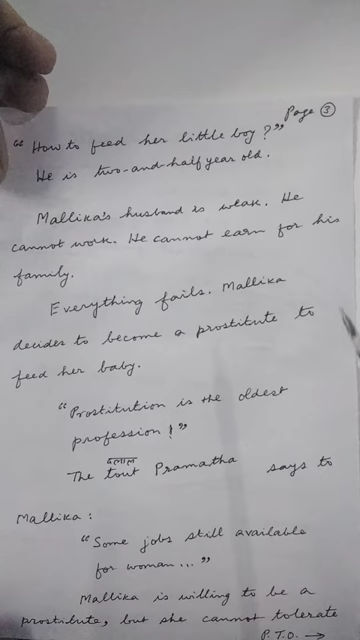 Page ③
"How to feed her little boy?"
He is two-and-half year old.
Mallika's husband is weak. He
cannot work. He cannot earn for his
family.
Everything fails. Mallika
decides to become a prostitute to
feed her baby.
"Prostitution is the oldest
profession!"
দালাল
The tout Pramatha says to
Mallika:
"Some jobs still available
for woman..."
Mallika is willing to be a
prostitute, but she cannot tolerate
P.T.O. →